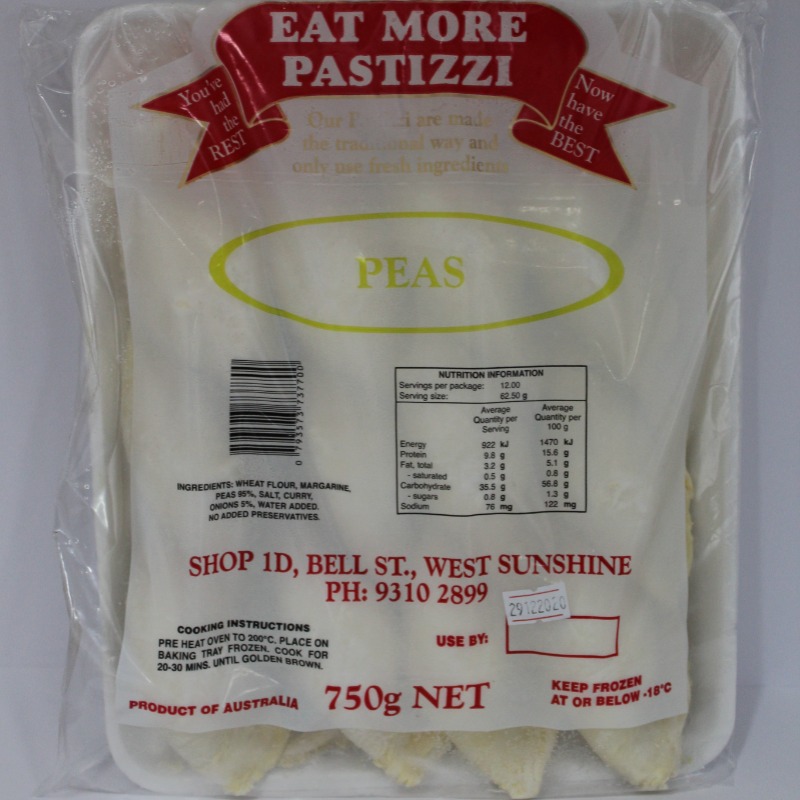 EAT MORE
PASTIZZI
You've
had
the
REST
Now
have
the
BEST
Our are made
the way and
only use fresh ingredients
PEAS
0 793573 737700
NUTRITION INFORMATION
Servings per package: 12.00
Serving size: 62.50 g
Average Quantity per Serving Average Quantity per 100 g
Energy 922 kJ 1470 kJ
Protein 9.8 g 15.6 g
Fat, total 3.2 g 5.1 g
- saturated 0.5 g 0.8 g
Carbohydrate 35.5 g 56.8 g
- sugars 0.8 g 1.3 g
Sodium 76 mg 122 mg
INGREDIENTS: WHEAT FLOUR, MARGARINE,
PEAS 95%, SALT, CURRY,
ONIONS 5%, WATER ADDED.
NO ADDED PRESERVATIVES.
SHOP 1D, BELL ST., WEST SUNSHINE
PH: 9310 2899
29122020
USE BY:
COOKING INSTRUCTIONS
PRE HEAT OVEN TO 200°C. PLACE ON
BAKING TRAY FROZEN. COOK FOR
20-30 MINS. UNTIL GOLDEN BROWN.
PRODUCT OF AUSTRALIA
750g NET
KEEP FROZEN
AT OR BELOW -18°C